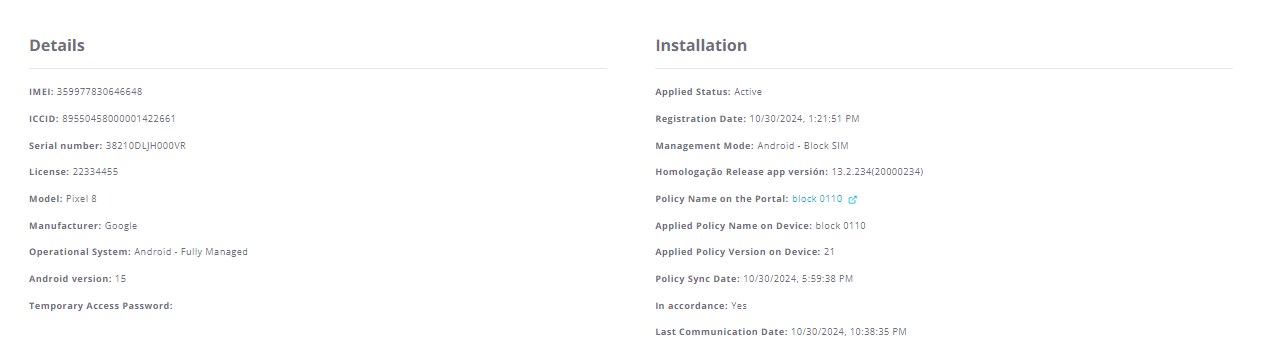 Details
IMEI: 359977830646648
ICCID: 89550458000001422661
Serial number: 38210DLJH000VR
License: 22334455
Model: Pixel 8
Manufacturer: Google
Operational System: Android - Fully Managed
Android version: 15
Temporary Access Password:
Installation
Applied Status: Active
Registration Date: 10/30/2024, 1:21:51 PM
Management Mode: Android - Block SIM
Homologação Release app versión: 13.2.234(20000234)
Policy Name on the Portal: block 0110
Applied Policy Name on Device: block 0110
Applied Policy Version on Device: 21
Policy Sync Date: 10/30/2024, 5:59:38 PM
In accordance: Yes
Last Communication Date: 10/30/2024, 10:38:35 PM